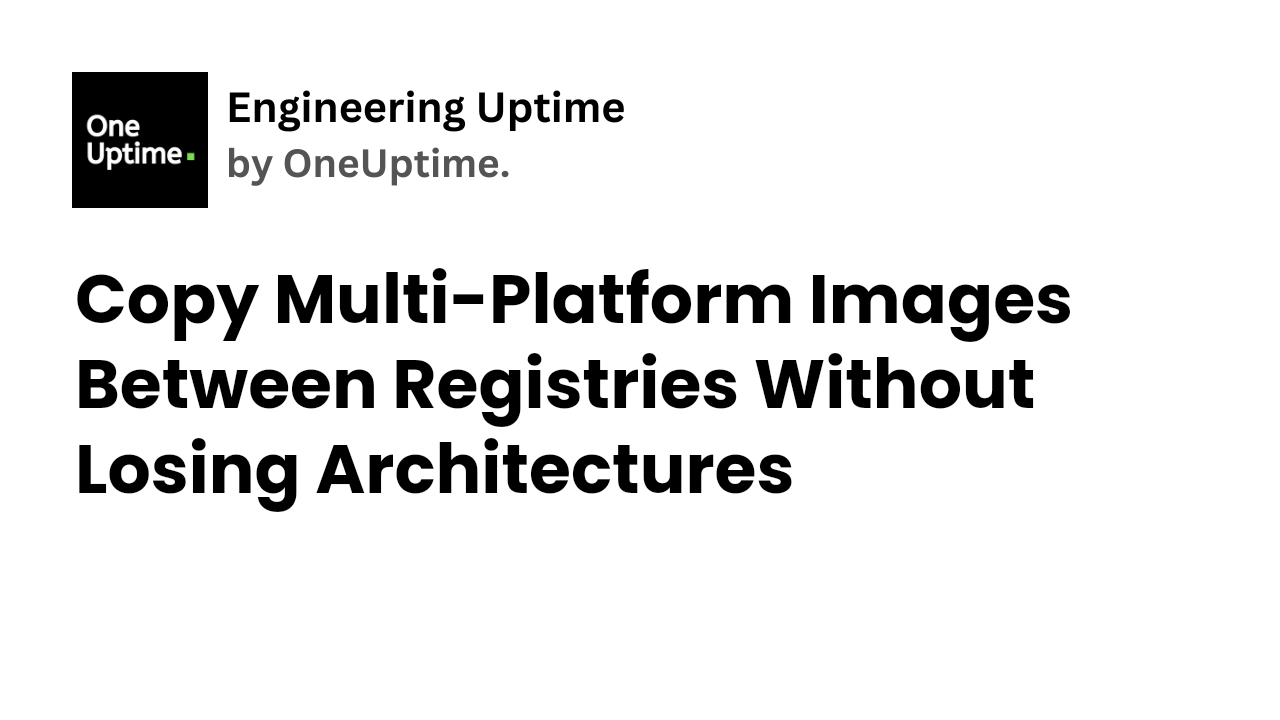 One
Uptime.
Engineering Uptime
by OneUptime.
Copy Multi-Platform Images
Between Registries Without
Losing Architectures